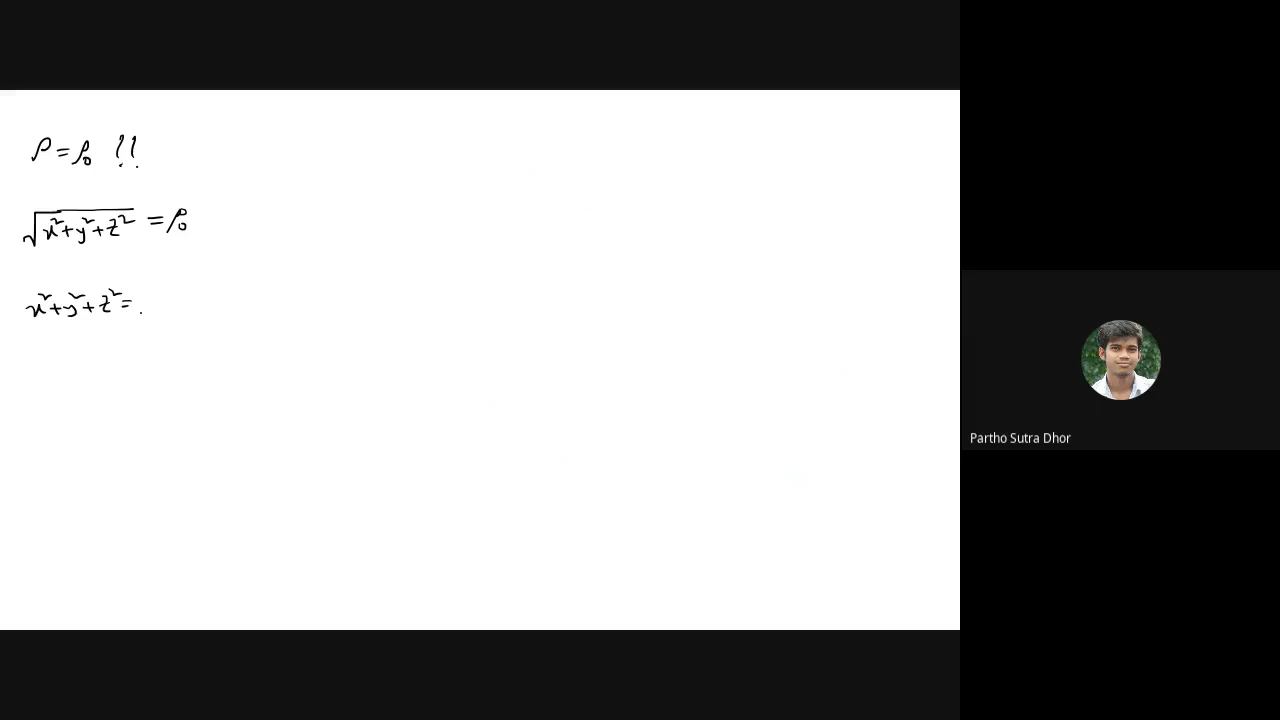 ρ = ρ₀ !!
√(x² + y² + z²) = ρ₀
x² + y² + z² =
Partho Sutra Dhor